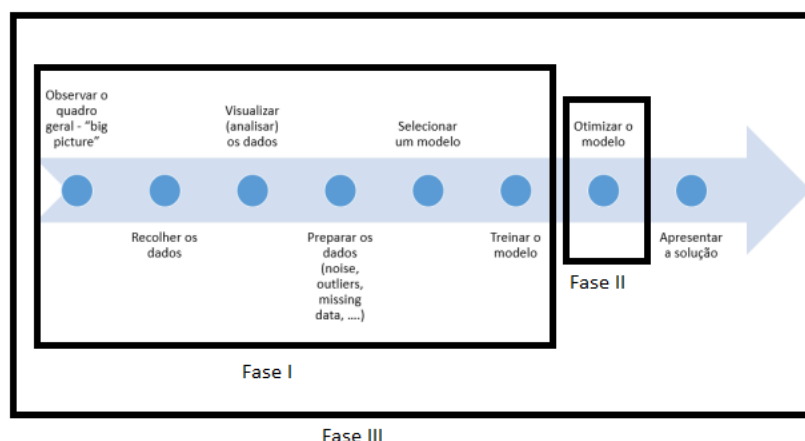 Observar o
quadro
geral - “big
picture”
Recolher os
dados
Visualizar
(analisar)
os dados
Preparar os
dados
(noise,
outliers,
missing
data, ....)
Selecionar
um modelo
Treinar o
modelo
Otimizar o
modelo
Apresentar
a solução
Fase I
Fase II
Fase III